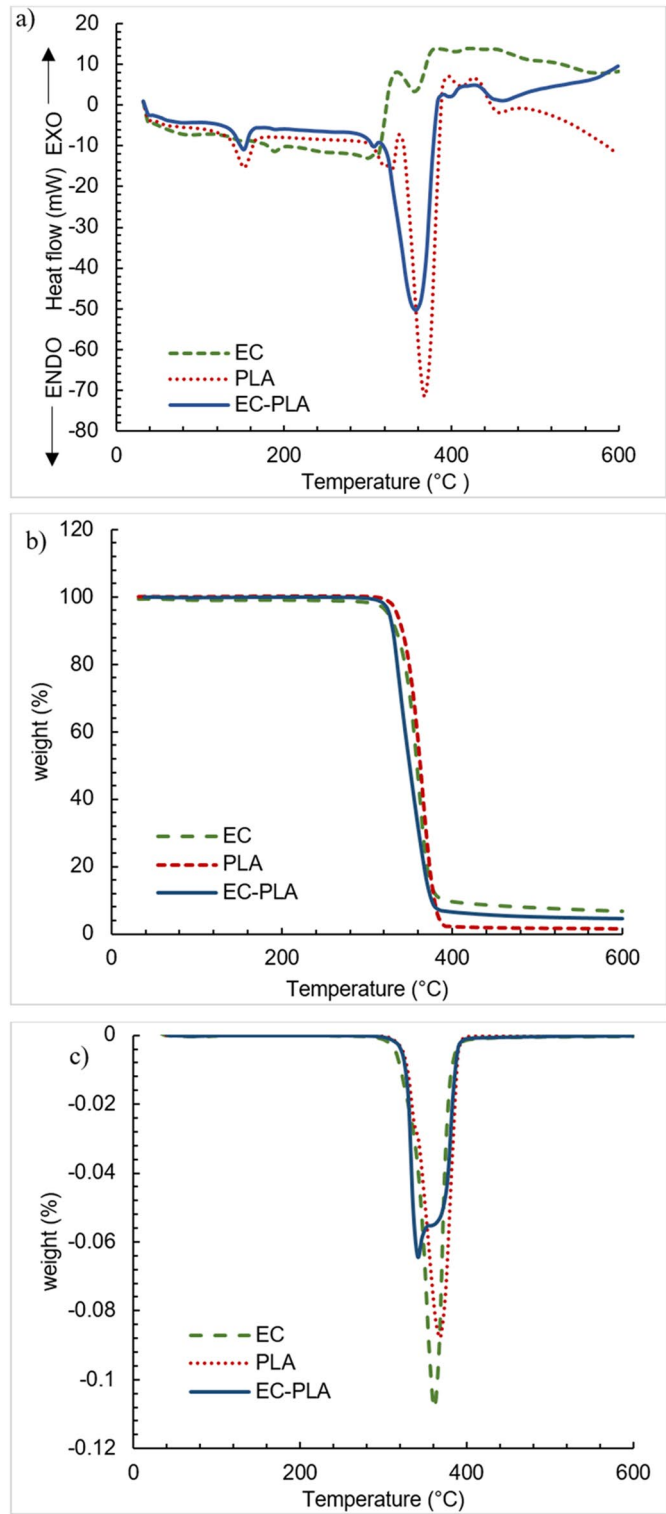 a)
20
10
0
-10
-20
-30
-40
-50
-60
-70
-80
ENDO Heat flow (mW) EXO
EC
PLA
EC-PLA
0 200 400 600
Temperature (°C )
b)
120
100
80
60
40
20
0
weight (%)
EC
PLA
EC-PLA
0 200 400 600
Temperature (°C)
c)
0
-0.02
-0.04
-0.06
-0.08
-0.1
-0.12
weight (%)
EC
PLA
EC-PLA
0 200 400 600
Temperature (°C)